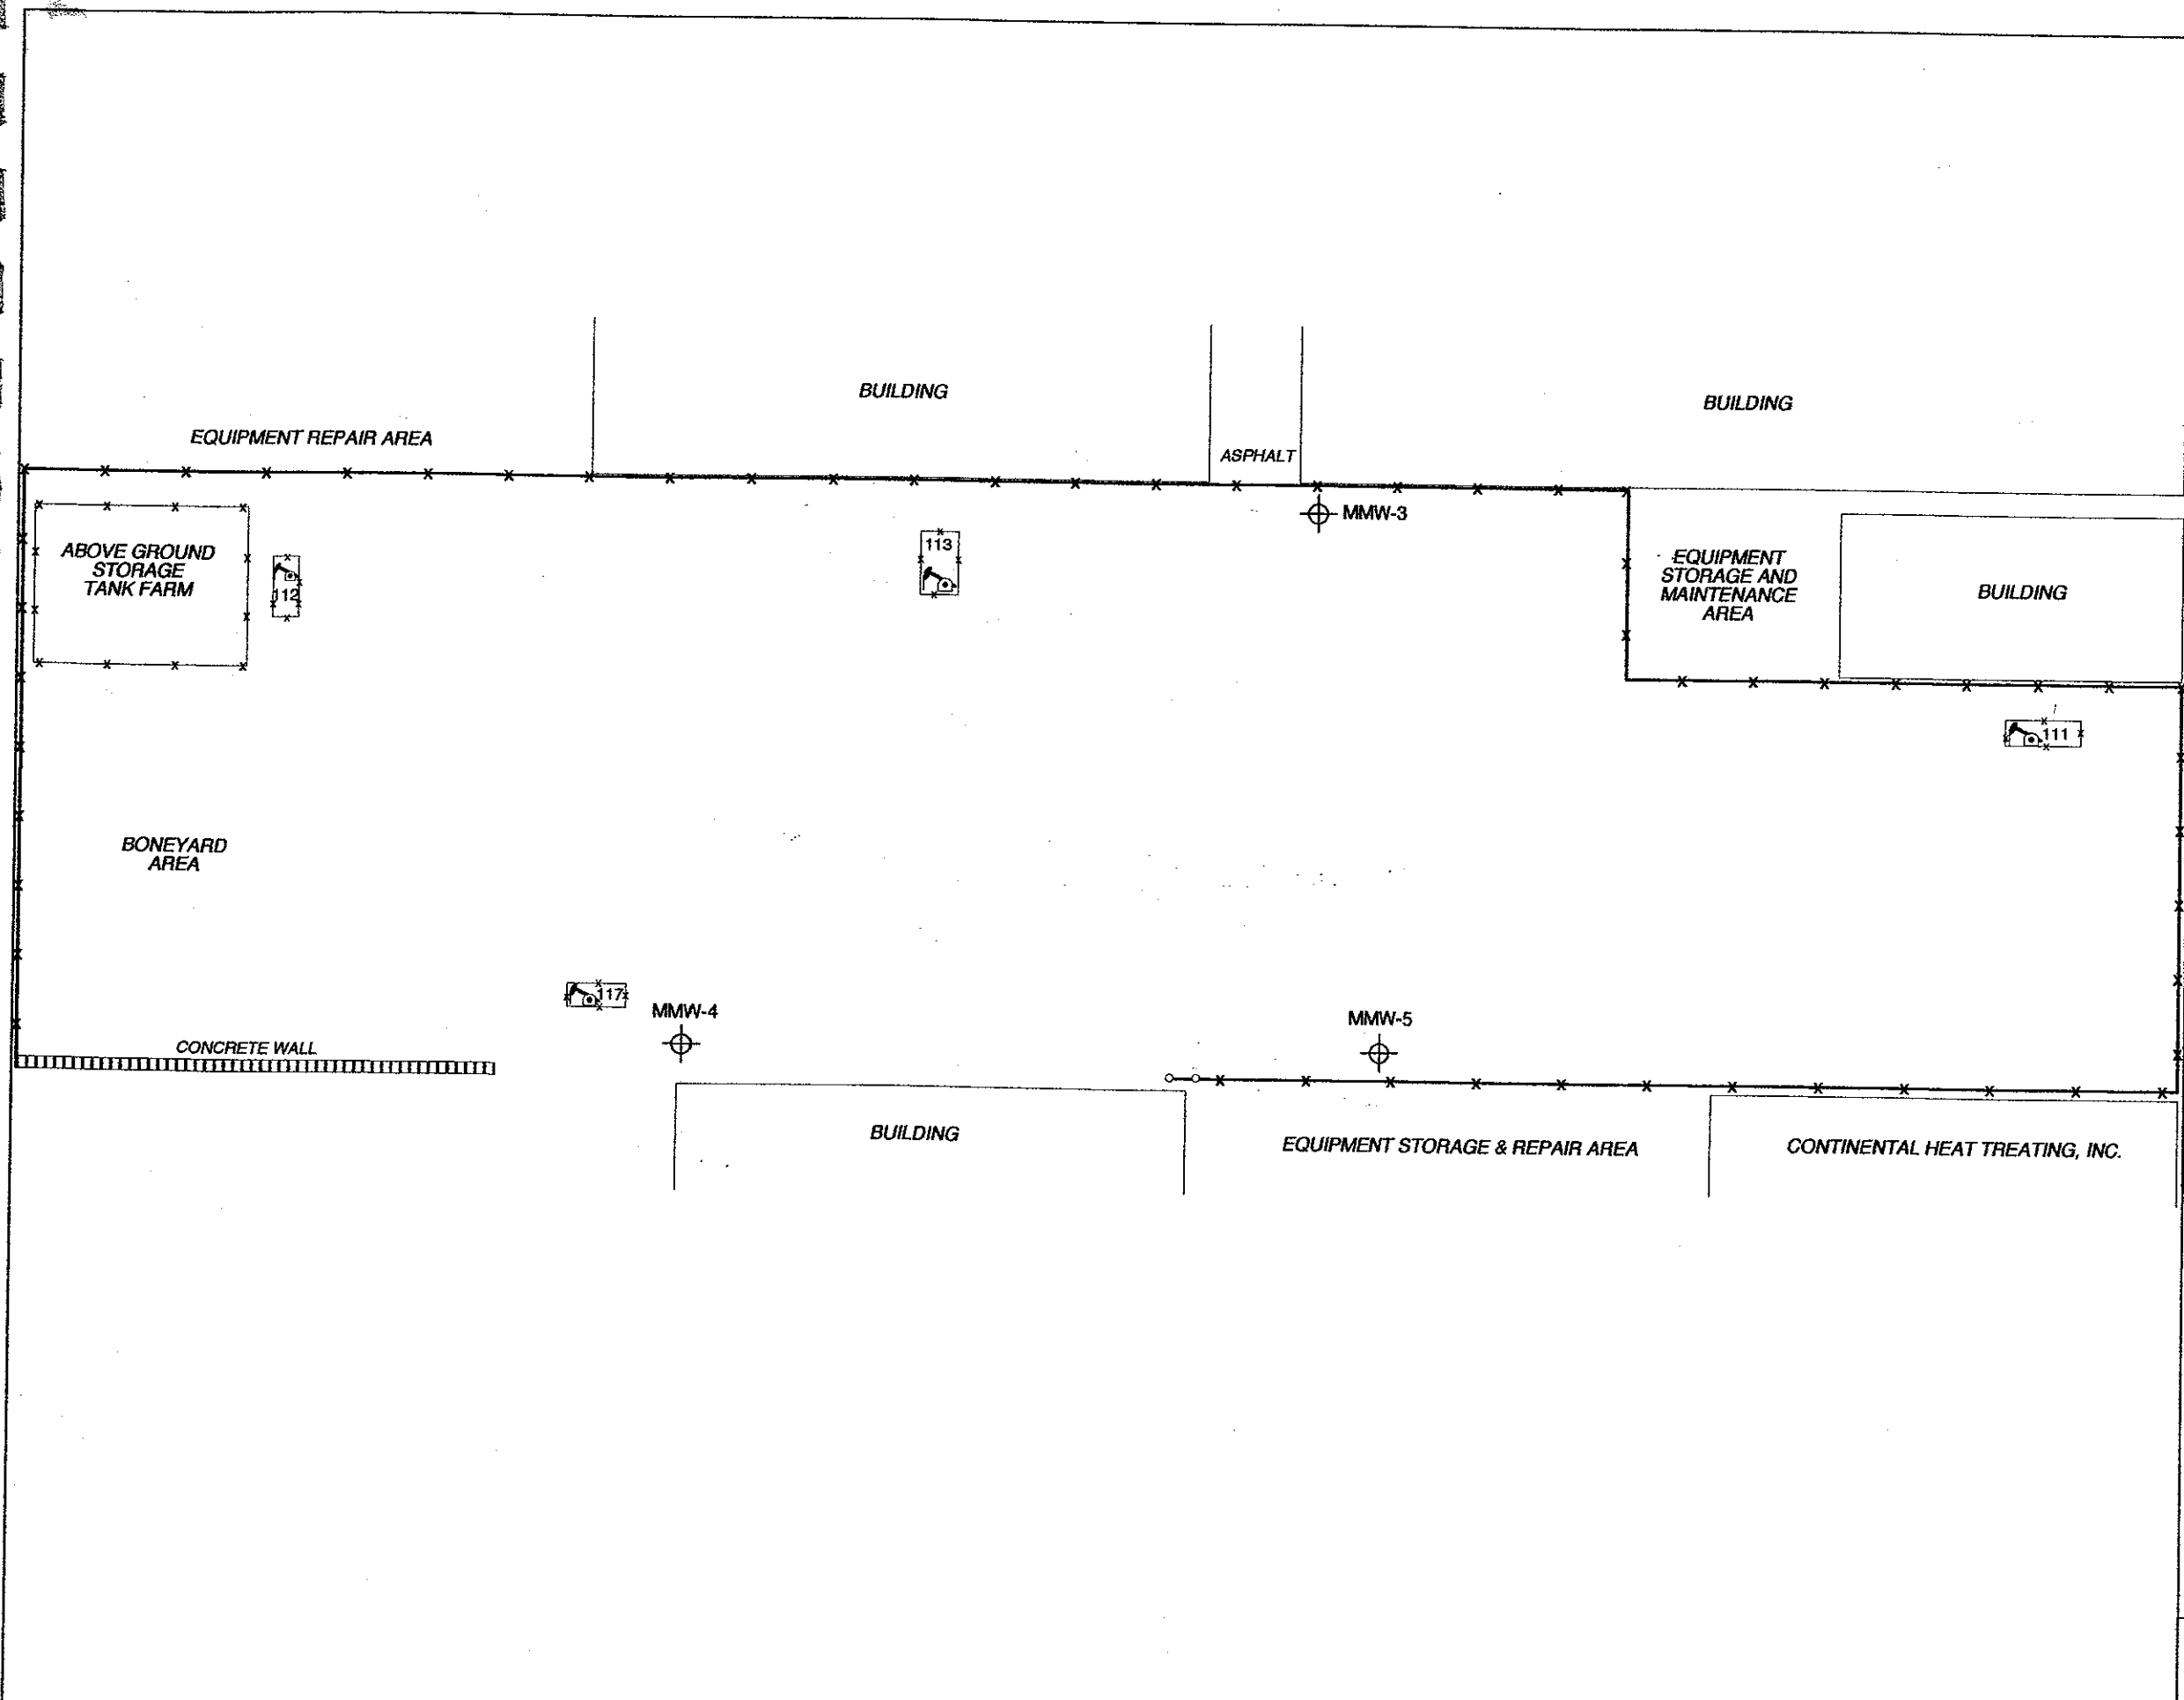 BUILDING
BUILDING
EQUIPMENT REPAIR AREA
ASPHALT
MMW-3
113
ABOVE GROUND
STORAGE
TANK FARM
112
EQUIPMENT
STORAGE AND
MAINTENANCE
AREA
BUILDING
111
BONEYARD
AREA
117
MMW-4
MMW-5
CONCRETE WALL
BUILDING
EQUIPMENT STORAGE & REPAIR AREA
CONTINENTAL HEAT TREATING, INC.